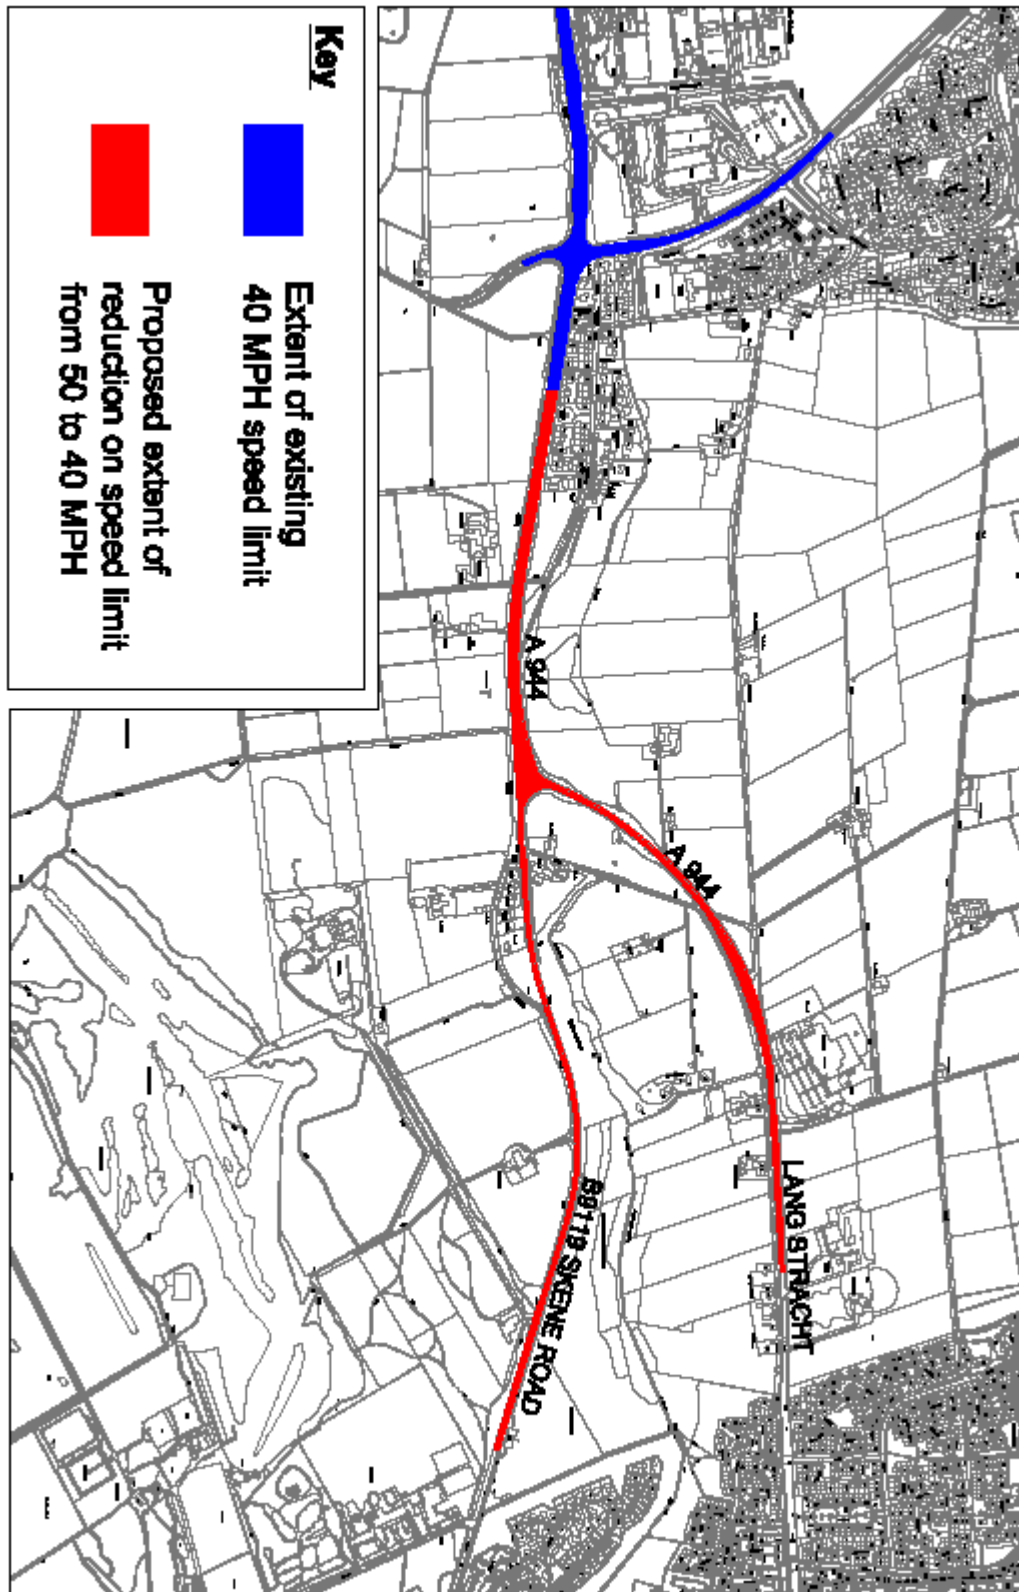 Key
Extent of existing
40 MPH speed limit
Proposed extent of
reduction on speed limit
from 50 to 40 MPH
A 944
A 944
LANG STRACHT
B9119 SKENE ROAD